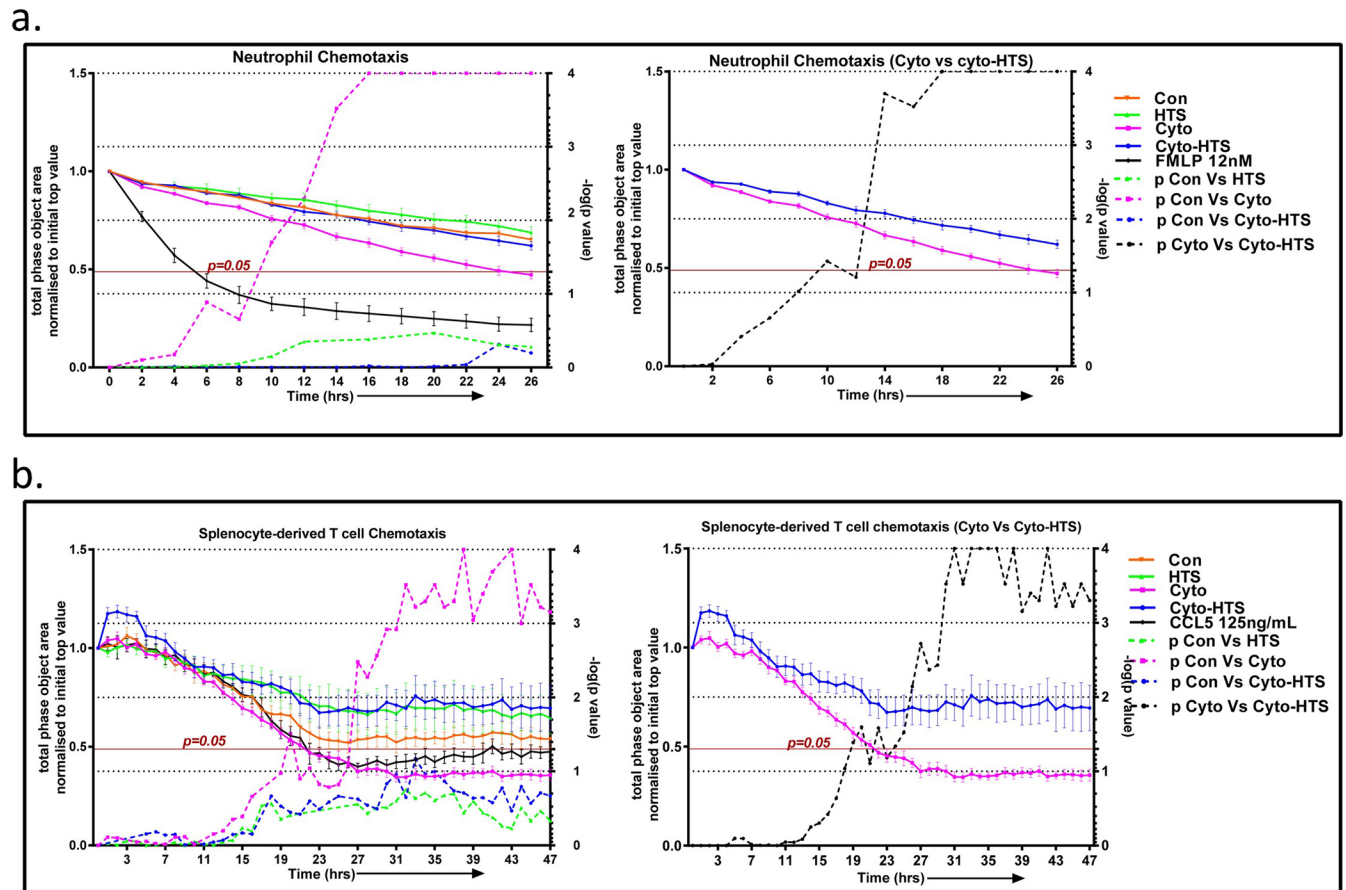 a.
Neutrophil Chemotaxis
total phase object area
normalised to initial top value
1.5
1.0
0.5
0.0
4
3
2
1
0
-log(p value)
p=0.05
0 2 4 6 8 10 12 14 16 18 20 22 24 26
Time (hrs)
Neutrophil Chemotaxis (Cyto vs cyto-HTS)
total phase object area
normalised to initial top value
1.5
1.0
0.5
0.0
4
3
2
1
0
-log(p value)
p=0.05
2 6 10 14 18 22 26
Time (hrs)
Con
HTS
Cyto
Cyto-HTS
FMLP 12nM
p Con Vs HTS
p Con Vs Cyto
p Con Vs Cyto-HTS
p Cyto Vs Cyto-HTS
b.
Splenocyte-derived T cell Chemotaxis
total phase object area
normalised to initial top value
1.5
1.0
0.5
0.0
4
3
2
1
0
-log(p value)
p=0.05
3 7 11 15 19 23 27 31 35 39 43 47
Time (hrs)
Splenocyte-derived T cell chemotaxis (Cyto Vs Cyto-HTS)
total phase object area
normalised to initial top value
1.5
1.0
0.5
0.0
4
3
2
1
0
-log(p value)
p=0.05
3 7 11 15 19 23 27 31 35 39 43 47
Time (hrs)
Con
HTS
Cyto
Cyto-HTS
CCL5 125ng/mL
p Con Vs HTS
p Con Vs Cyto
p Con Vs Cyto-HTS
p Cyto Vs Cyto-HTS